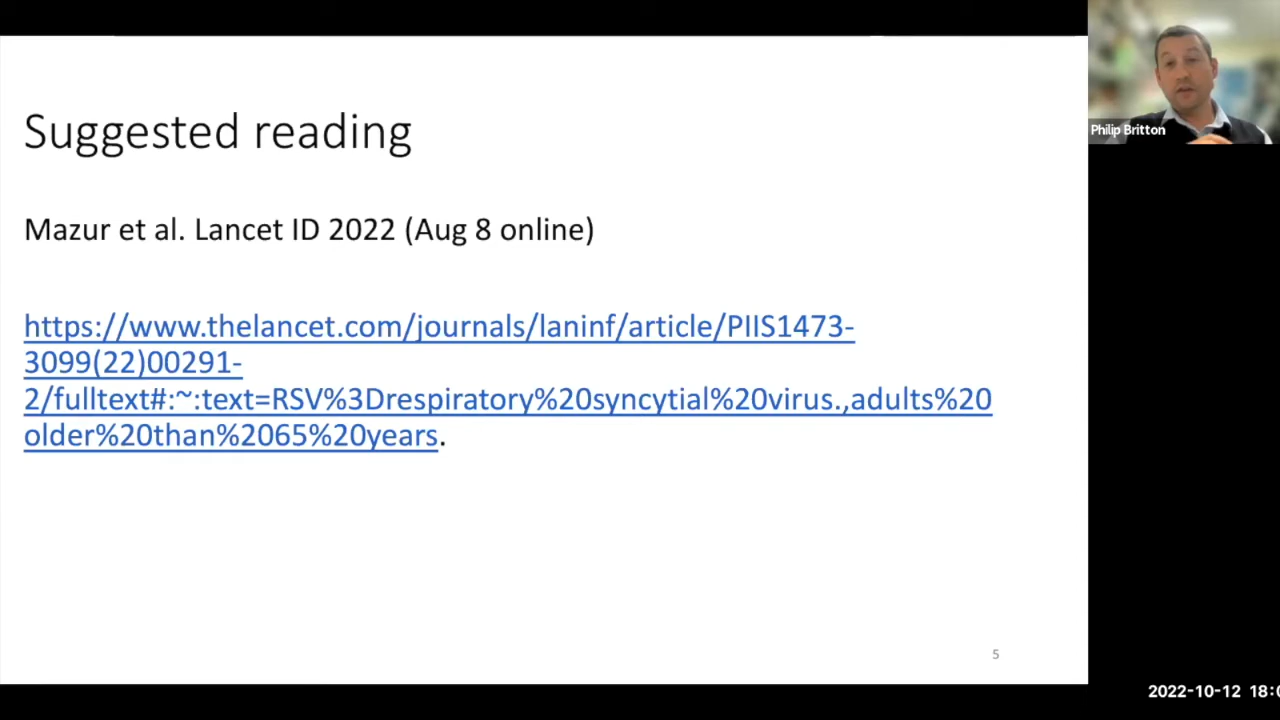 Suggested reading
Mazur et al. Lancet ID 2022 (Aug 8 online)
https://www.thelancet.com/journals/laninf/article/PIIS1473-
3099(22)00291-
2/fulltext#:~:text=RSV%3Drespiratory%20syncytial%20virus.,adults%20
older%20than%2065%20years.
5
Philip Britton
2022-10-12 18:0